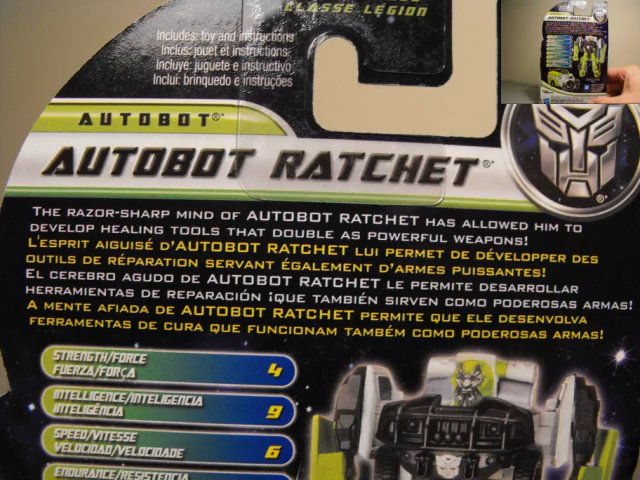 CLASSE LEGION
Includes: toy and instructions
Inclus: jouet et instructions
Incluye: juguete e instructivo
Inclui: brinquedo e instruções
AUTOBOT®*
AUTOBOT RATCHET®*
THE RAZOR-SHARP MIND OF AUTOBOT RATCHET HAS ALLOWED HIM TO
DEVELOP HEALING TOOLS THAT DOUBLE AS POWERFUL WEAPONS!
L'ESPRIT AIGUISÉ D'AUTOBOT RATCHET LUI PERMET DE DÉVELOPPER DES
OUTILS DE RÉPARATION SERVANT ÉGALEMENT D'ARMES PUISSANTES!
EL CEREBRO AGUDO DE AUTOBOT RATCHET LE PERMITE DESARROLLAR
HERRAMIENTAS DE REPARACIÓN ¡QUE TAMBIÉN SIRVEN COMO PODEROSAS ARMAS!
A MENTE AFIADA DE AUTOBOT RATCHET PERMITE QUE ELE DESENVOLVA
FERRAMENTAS DE CURA QUE FUNCIONAM TAMBÉM COMO PODEROSAS ARMAS!
STRENGTH/FORCE
FUERZA/FORÇA 4
INTELLIGENCE/INTELIGENCIA
INTELIGÊNCIA 9
SPEED/VITESSE
VELOCIDAD/VELOCIDADE 6
ENDURANCE/RESISTENCIA
AUTOBOT RATCHET